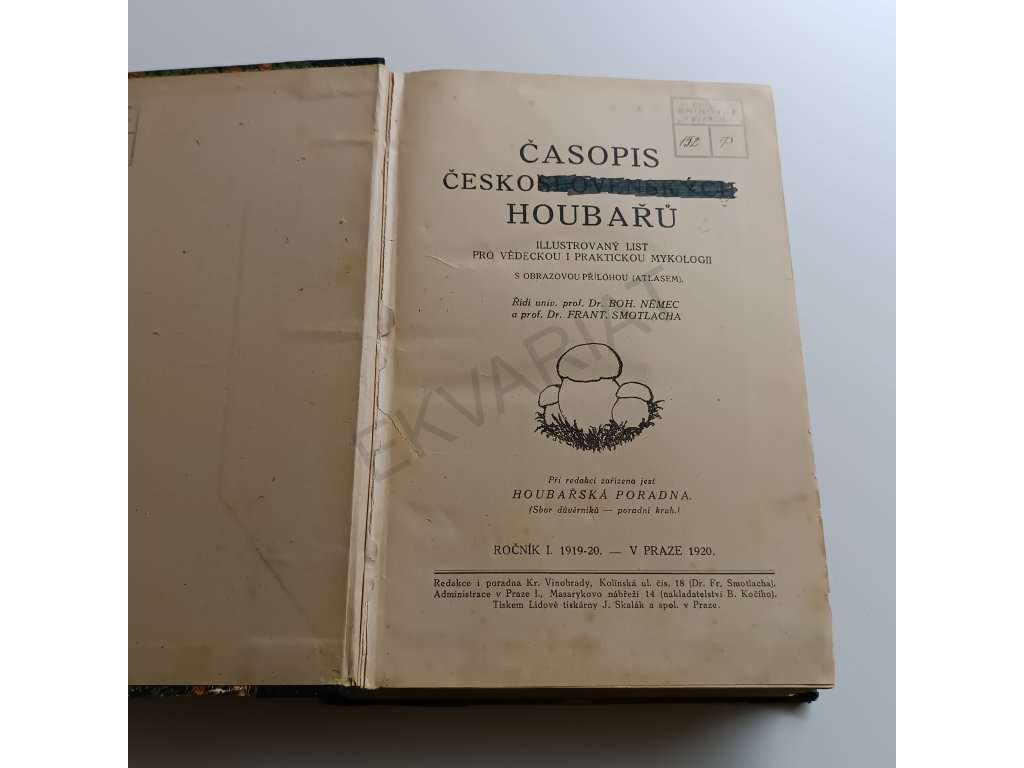 KNIHOVNA
192 P.
ČASOPIS
ČESKOSLOVENSKÝCH
HOUBAŘŮ
ILLUSTROVANÝ LIST
PRO VĚDECKOU I PRAKTICKOU MYKOLOGII
S OBRAZOVOU PŘÍLOHOU (ATLASEM).
Řídí univ. prof. Dr. BOH. NĚMEC
a prof. Dr. FRANT. SMOTLACHA
EKVARIAT
Při redakci zařízena jest
HOUBAŘSKÁ PORADNA.
(Sbor důvěrníků — poradní kruh.)
ROČNÍK I. 1919-20. — V PRAZE 1920.
Redakce i poradna Kr. Vinohrady, Kolínská ul. čís. 18 (Dr. Fr. Smotlacha).
Administrace v Praze I., Masarykovo nábřeží 14 (nakladatelství B. Kočího).
Tiskem Lidové tiskárny J. Skalák a spol. v Praze.